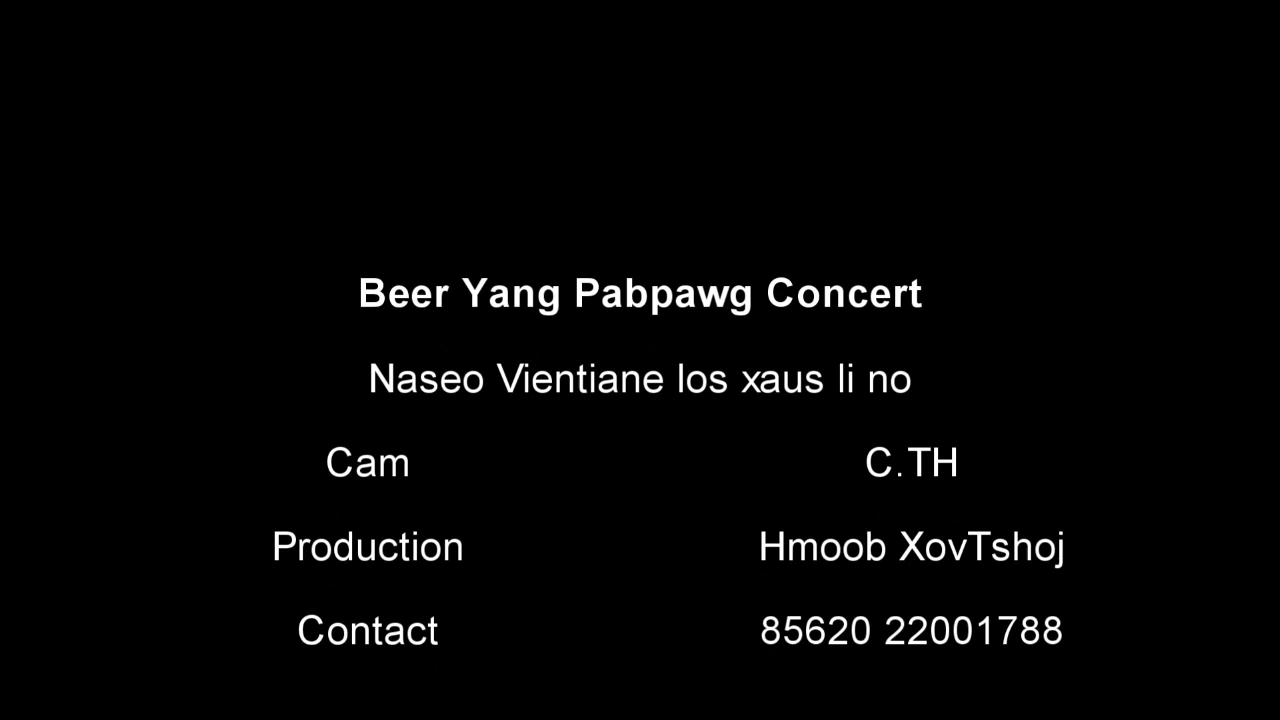 Beer Yang Pabpawg Concert
Naseo Vientiane los xaus li no
Cam C.TH
Production Hmoob XovTshoj
Contact 85620 22001788